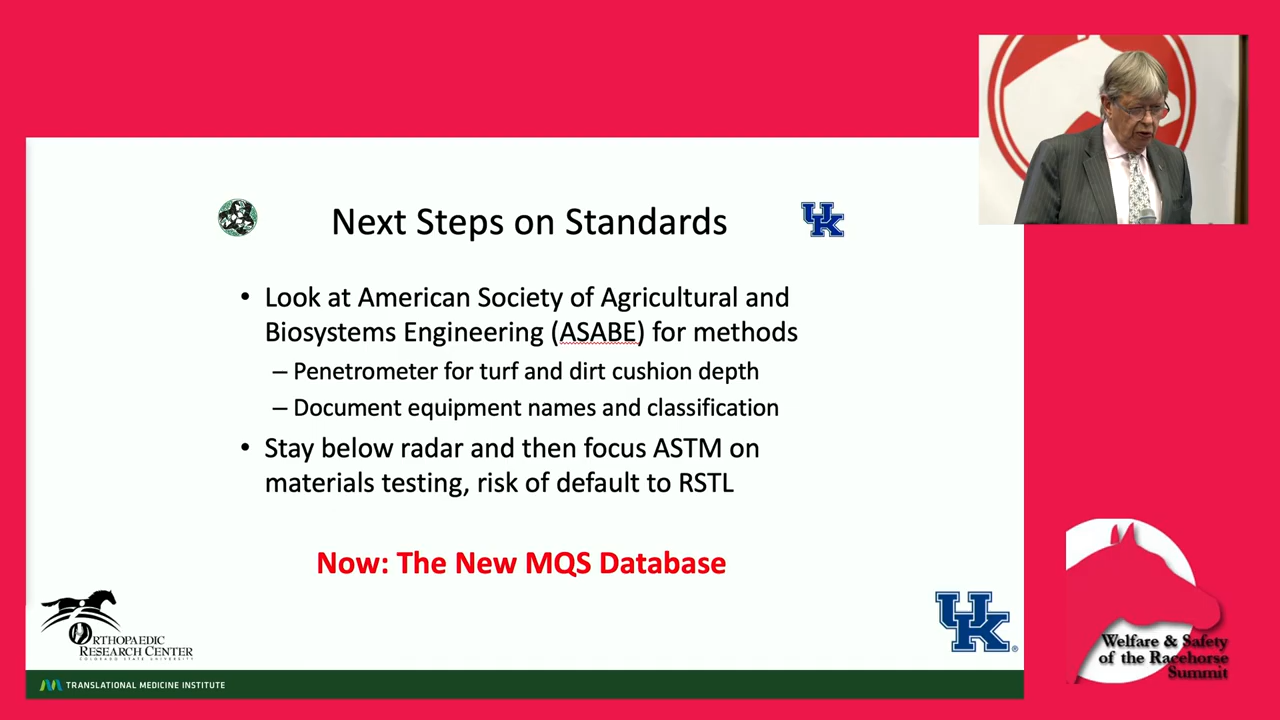 Next Steps on Standards
UK
• Look at American Society of Agricultural and
Biosystems Engineering (ASABE) for methods
– Penetrometer for turf and dirt cushion depth
– Document equipment names and classification
• Stay below radar and then focus ASTM on
materials testing, risk of default to RSTL
Now: The New MQS Database
ORTHOPAEDIC
RESEARCH CENTER
COLORADO STATE UNIVERSITY
UK
TRANSLATIONAL MEDICINE INSTITUTE
Welfare & Safety
of the Racehorse
Summit